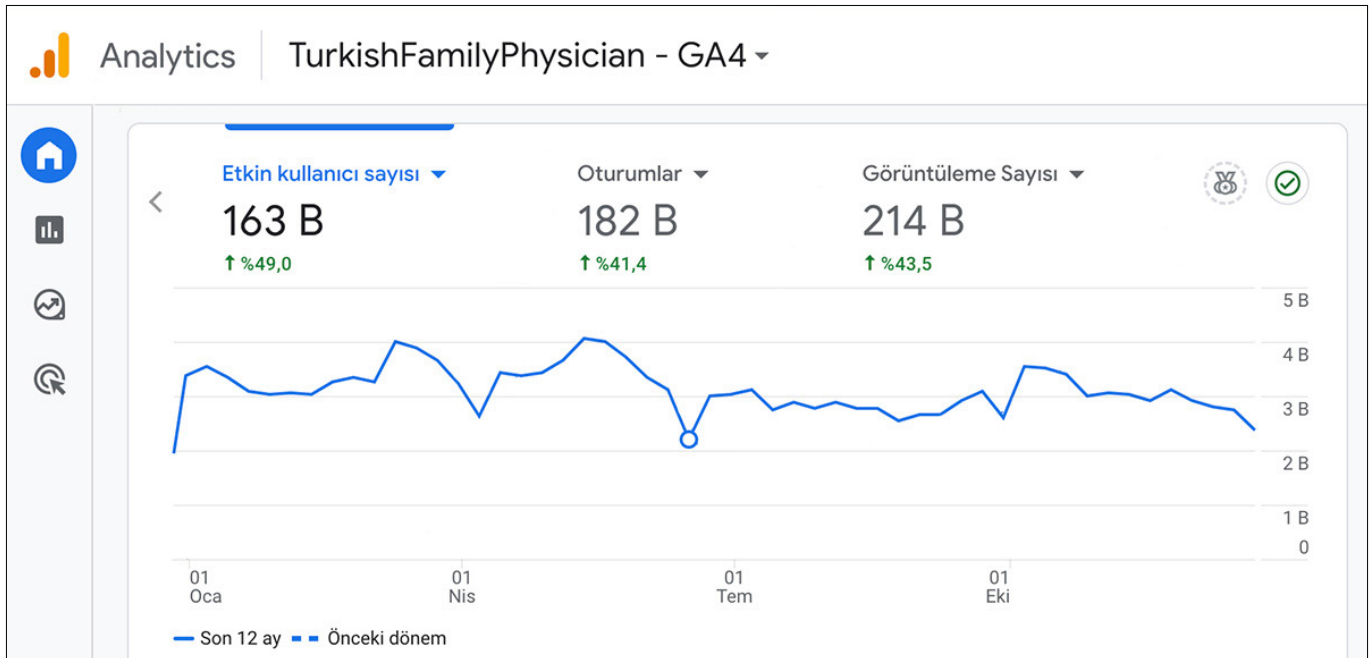 Analytics
TurkishFamilyPhysician - GA4
Etkin kullanıcı sayısı
Oturumlar
Görüntüleme Sayısı
163 B
182 B
214 B
%49,0
%41,4
%43,5
5 B
4 B
3 B
2 B
1 B
0
01
Oca
01
Nis
01
Tem
01
Eki
Son 12 ay
Önceki dönem